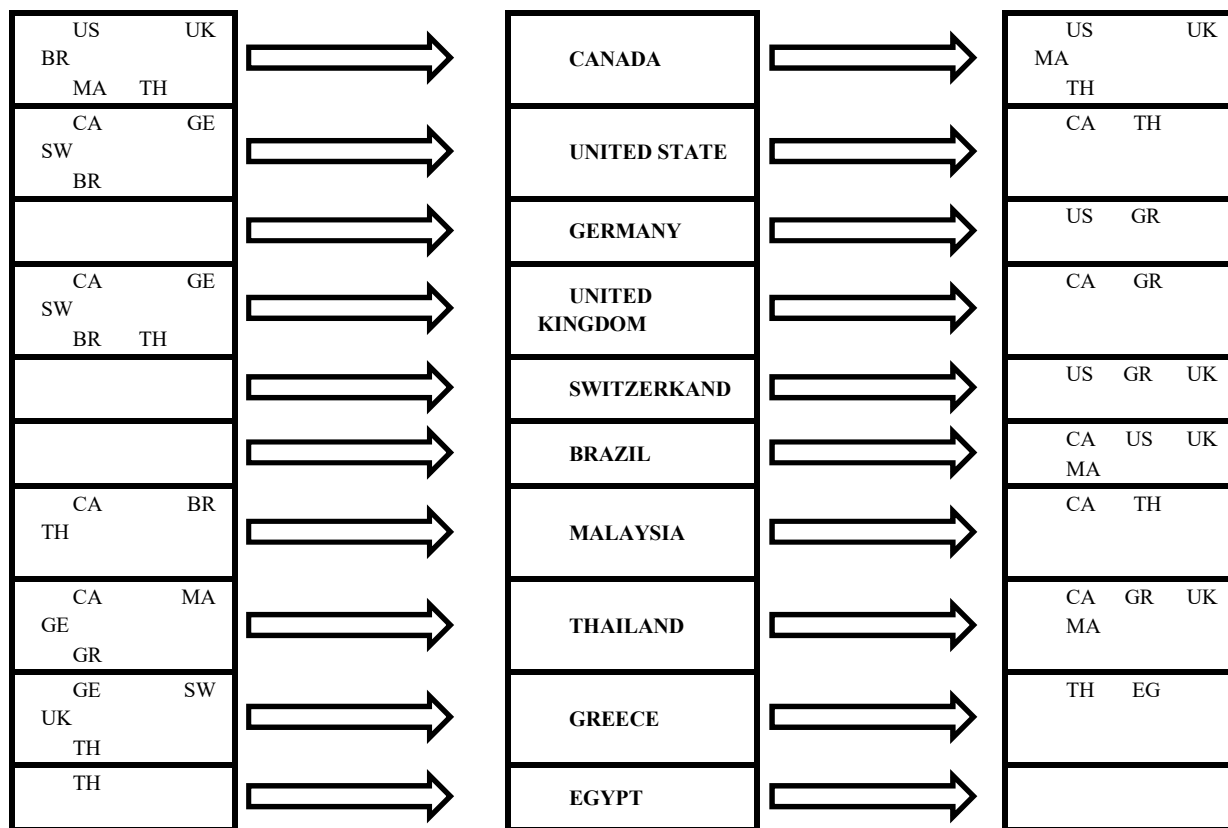 US UK
BR
MA TH
CANADA
US UK
MA
TH
CA GE
SW
BR
UNITED STATE
CA TH
GERMANY
US GR
CA GE
SW
BR TH
UNITED
KINGDOM
CA GR
SWITZERKAND
US GR UK
BRAZIL
CA US UK
MA
CA BR
TH
MALAYSIA
CA TH
CA MA
GE
GR
THAILAND
CA GR UK
MA
GE SW
UK
TH
GREECE
TH EG
TH
EGYPT